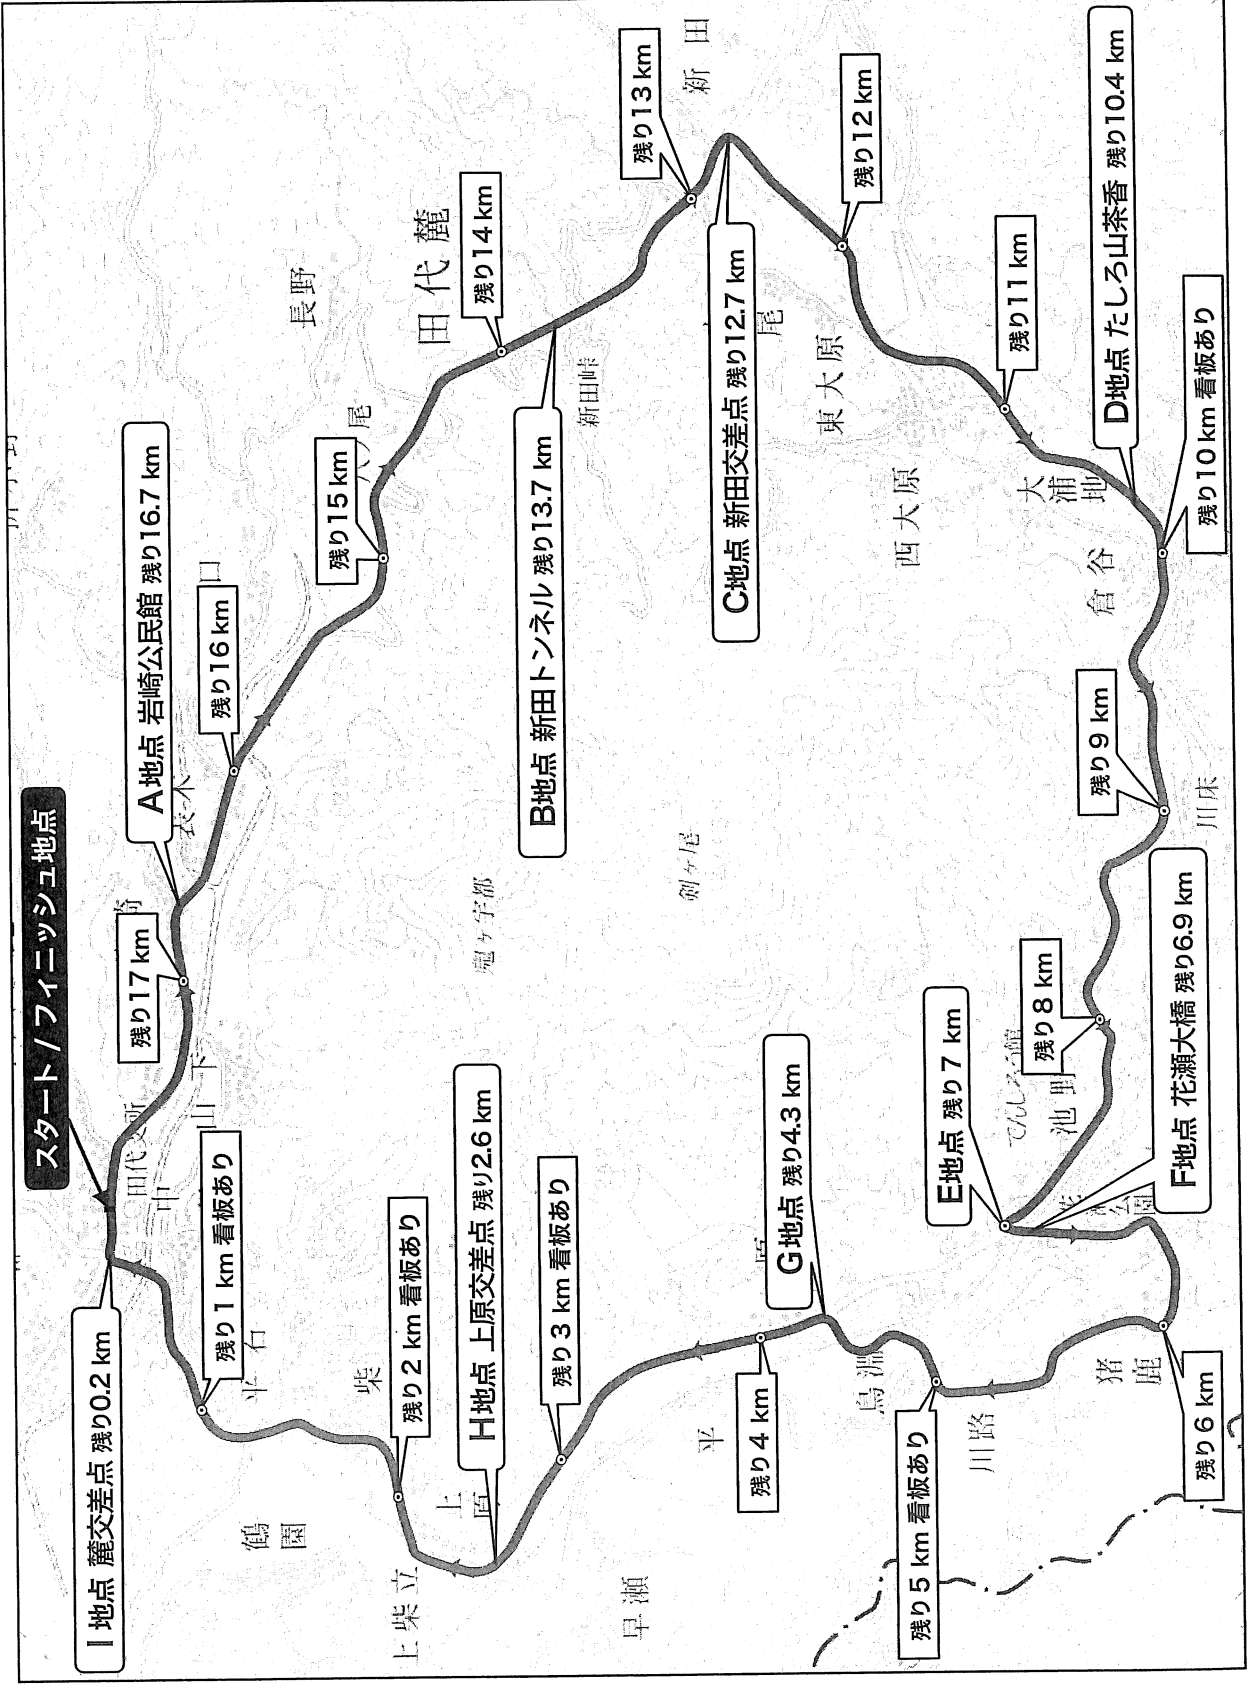 スタート / フィニッシュ地点
I 地点 麓交差点 残り0.2 km
残り17 km
A地点 岩崎公民館 残り16.7 km
残り16 km
残り15 km
残り14 km
B地点 新田トンネル 残り13.7 km
残り13 km
C地点 新田交差点 残り12.7 km
残り12 km
残り11 km
D地点 たしろ山茶香 残り10.4 km
残り10 km 看板あり
残り9 km
残り8 km
E地点 残り7 km
F地点 花瀬大橋 残り6.9 km
残り6 km
残り5 km 看板あり
G地点 残り4.3 km
残り4 km
残り3 km 看板あり
H地点 上原交差点 残り2.6 km
残り2 km 看板あり
残り1 km 看板あり
長野
田代麓
新田
新田峠
尾
尾
東大原
西大原
大浦地
倉谷
川床
池野
剣ヶ尾
鬼ヶ宇都
山下
中
口
平石
柴
鶴園
上柴立
上原
早瀬
平
鳥淵
川路
猪鹿